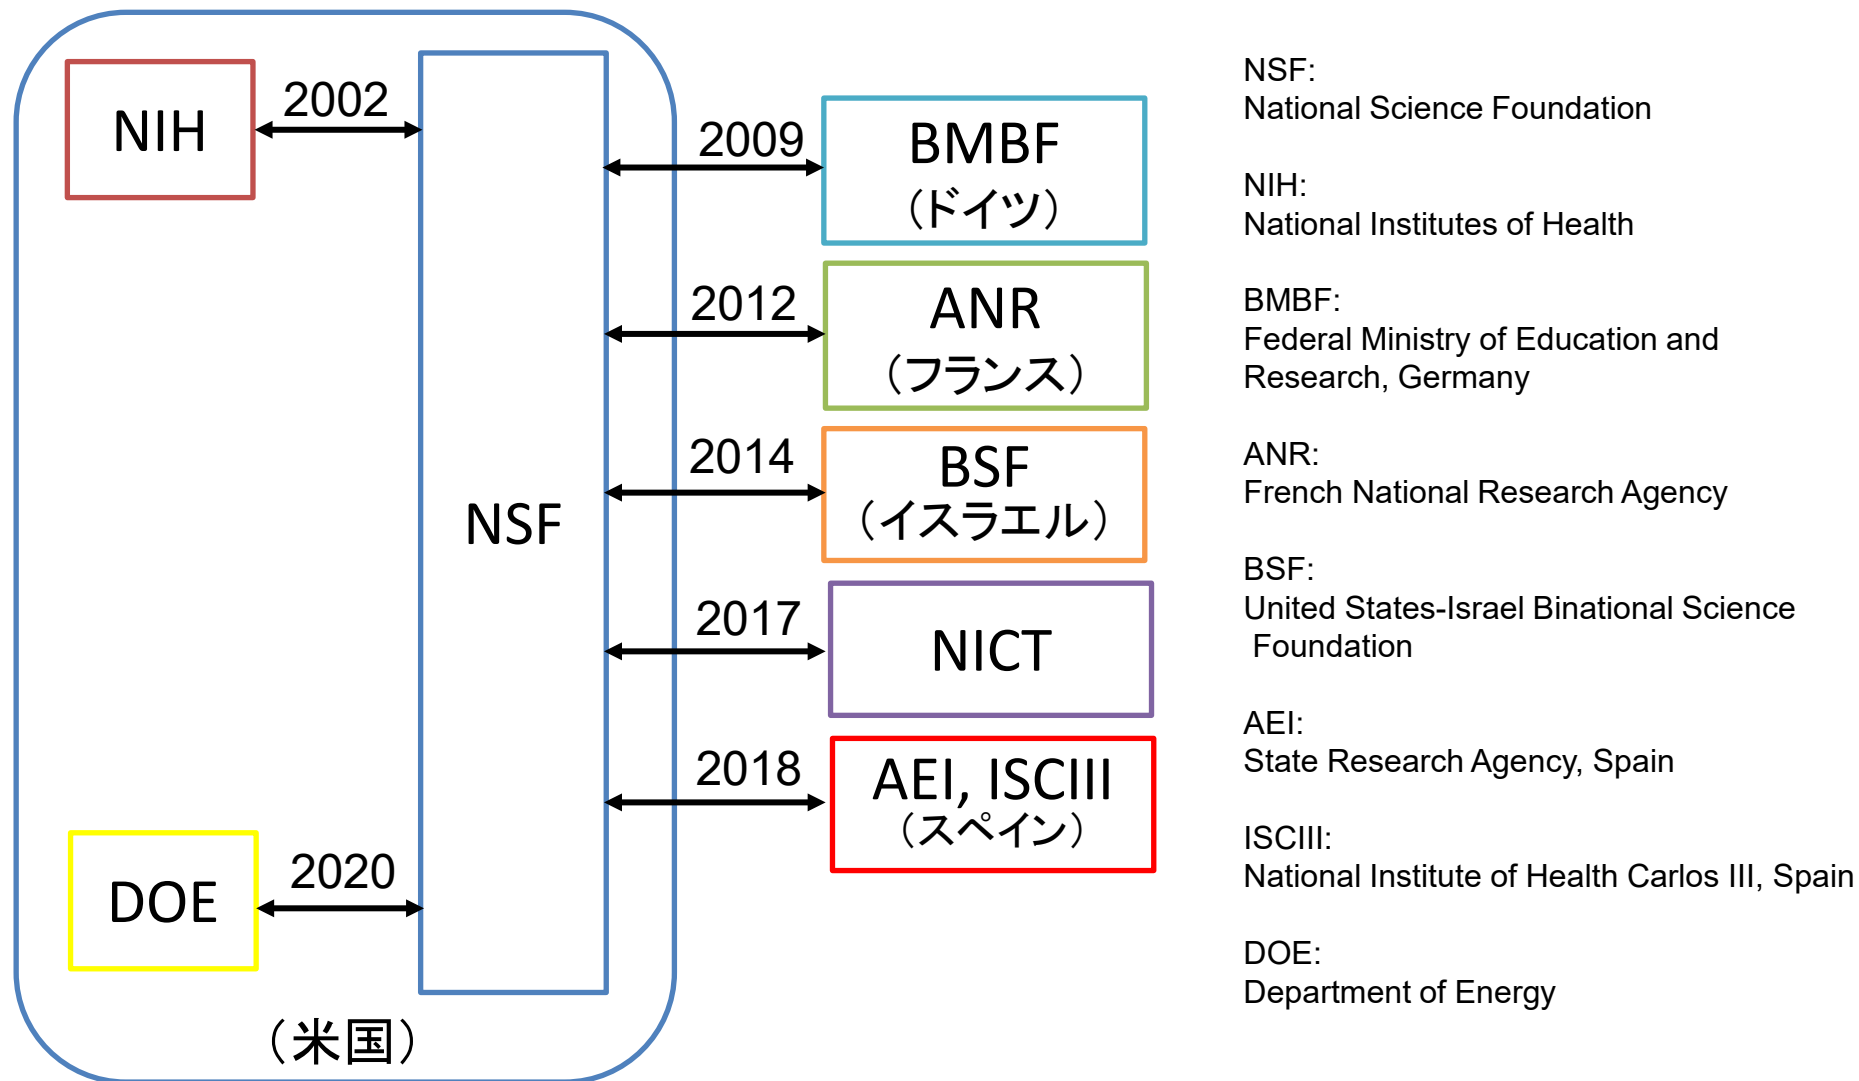 NIH
2002
NSF
DOE
2020
(米国)
2009
BMBF
(ドイツ)
2012
ANR
(フランス)
2014
BSF
(イスラエル)
2017
NICT
2018
AEI, ISCIII
(スペイン)
NSF:
National Science Foundation
NIH:
National Institutes of Health
BMBF:
Federal Ministry of Education and
Research, Germany
ANR:
French National Research Agency
BSF:
United States-Israel Binational Science
Foundation
AEI:
State Research Agency, Spain
ISCIII:
National Institute of Health Carlos III, Spain
DOE:
Department of Energy